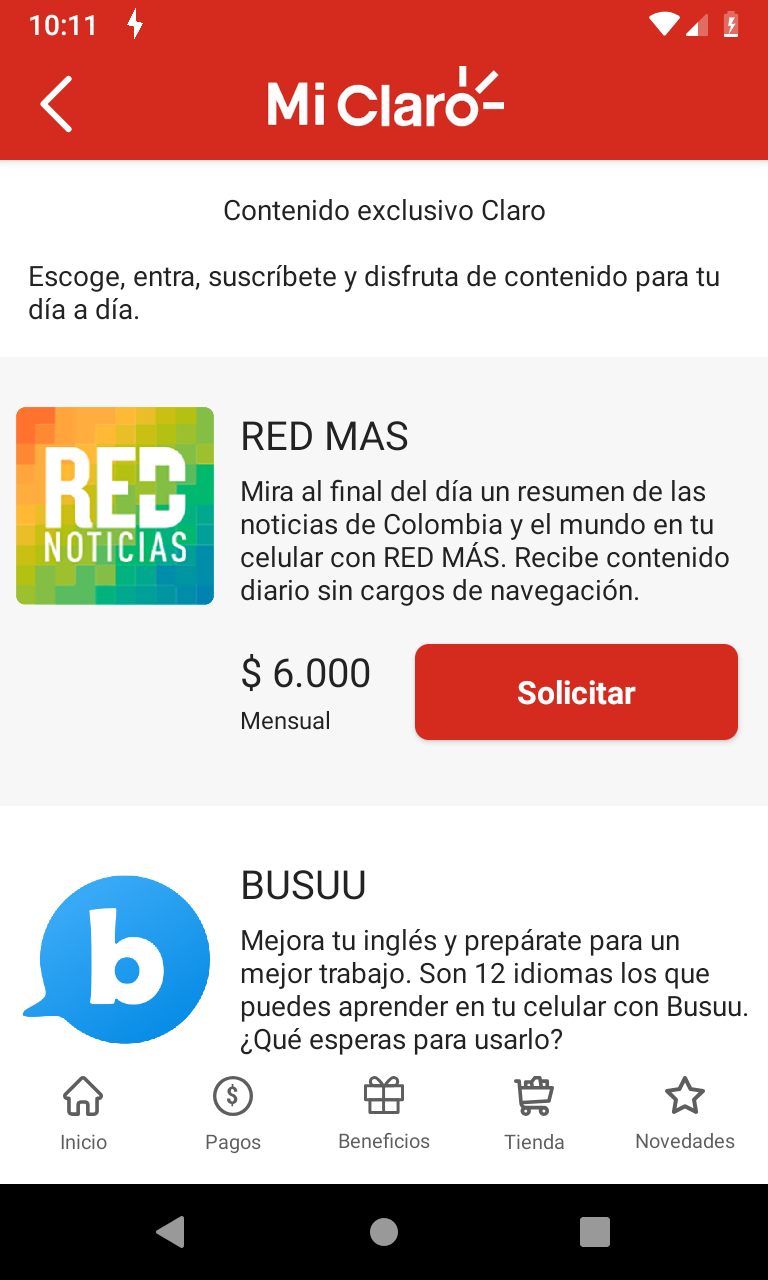 10:11
Mi Claro
Contenido exclusivo Claro
Escoge, entra, suscríbete y disfruta de contenido para tu
día a día.
RED
NOTICIAS
RED MAS
Mira al final del día un resumen de las
noticias de Colombia y el mundo en tu
celular con RED MÁS. Recibe contenido
diario sin cargos de navegación.
$ 6.000
Mensual
Solicitar
b
BUSUU
Mejora tu inglés y prepárate para un
mejor trabajo. Son 12 idiomas los que
puedes aprender en tu celular con Busuu.
¿Qué esperas para usarlo?
Inicio
Pagos
Beneficios
Tienda
Novedades